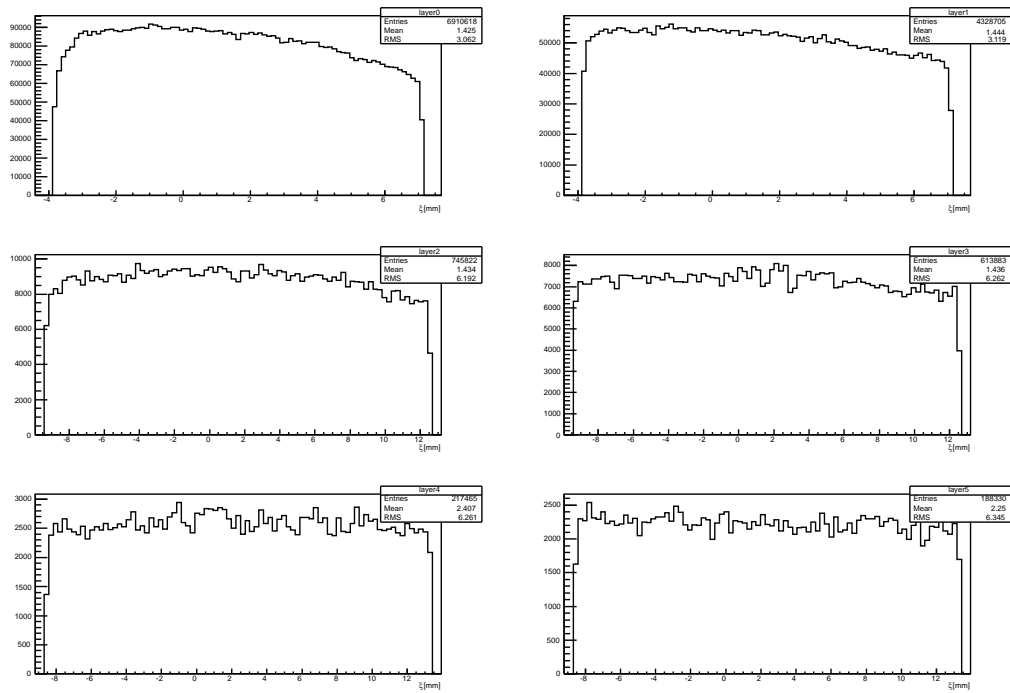 layer0
Entries 6910618
Mean 1.425
RMS 3.062
90000
80000
70000
60000
50000
40000
30000
20000
10000
0
-4 -2 0 2 4 6
ξ[mm]
layer1
Entries 4328705
Mean 1.444
RMS 3.119
50000
40000
30000
20000
10000
0
-4 -2 0 2 4 6
ξ[mm]
layer2
Entries 745822
Mean 1.434
RMS 6.192
10000
8000
6000
4000
2000
0
-8 -6 -4 -2 0 2 4 6 8 10 12
ξ[mm]
layer3
Entries 613883
Mean 1.436
RMS 6.262
8000
7000
6000
5000
4000
3000
2000
1000
0
-8 -6 -4 -2 0 2 4 6 8 10 12
ξ[mm]
layer4
Entries 217465
Mean 2.407
RMS 6.261
3000
2500
2000
1500
1000
500
0
-8 -6 -4 -2 0 2 4 6 8 10 12
ξ[mm]
layer5
Entries 188330
Mean 2.25
RMS 6.345
2500
2000
1500
1000
500
0
-8 -6 -4 -2 0 2 4 6 8 10 12
ξ[mm]